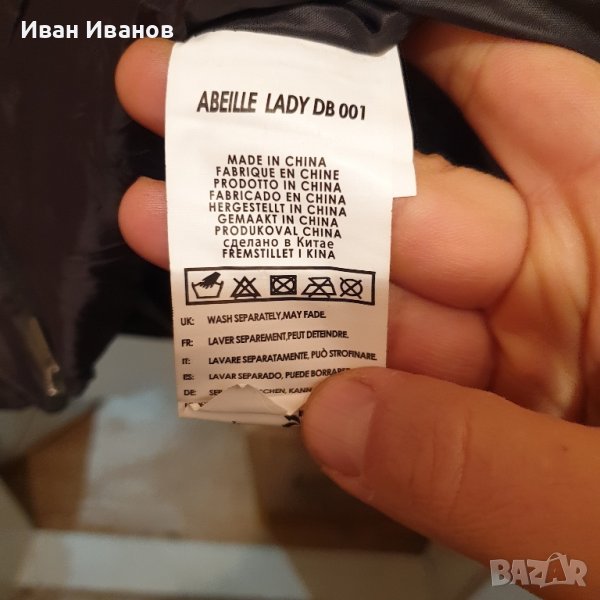 Иван Иванов
ABEILLE LADY DB 001
MADE IN CHINA
FABRIQUE EN CHINE
PRODOTTO IN CHINA
FABRICADO EN CHINA
HERGESTELLT IN CHINA
GEMAAKT IN CHINA
PRODUKOVAL CHINA
сделано в Китае
FREMSTILLET I KINA
UK: WASH SEPARATELY,MAY FADE.
FR: LAVER SEPAREMENT,PEUT DETEINDRE.
IT: LAVARE SEPARATAMENTE, PUÒ STROFINARE.
ES: LAVAR SEPARADO, PUEDE
DE:
BAZAR